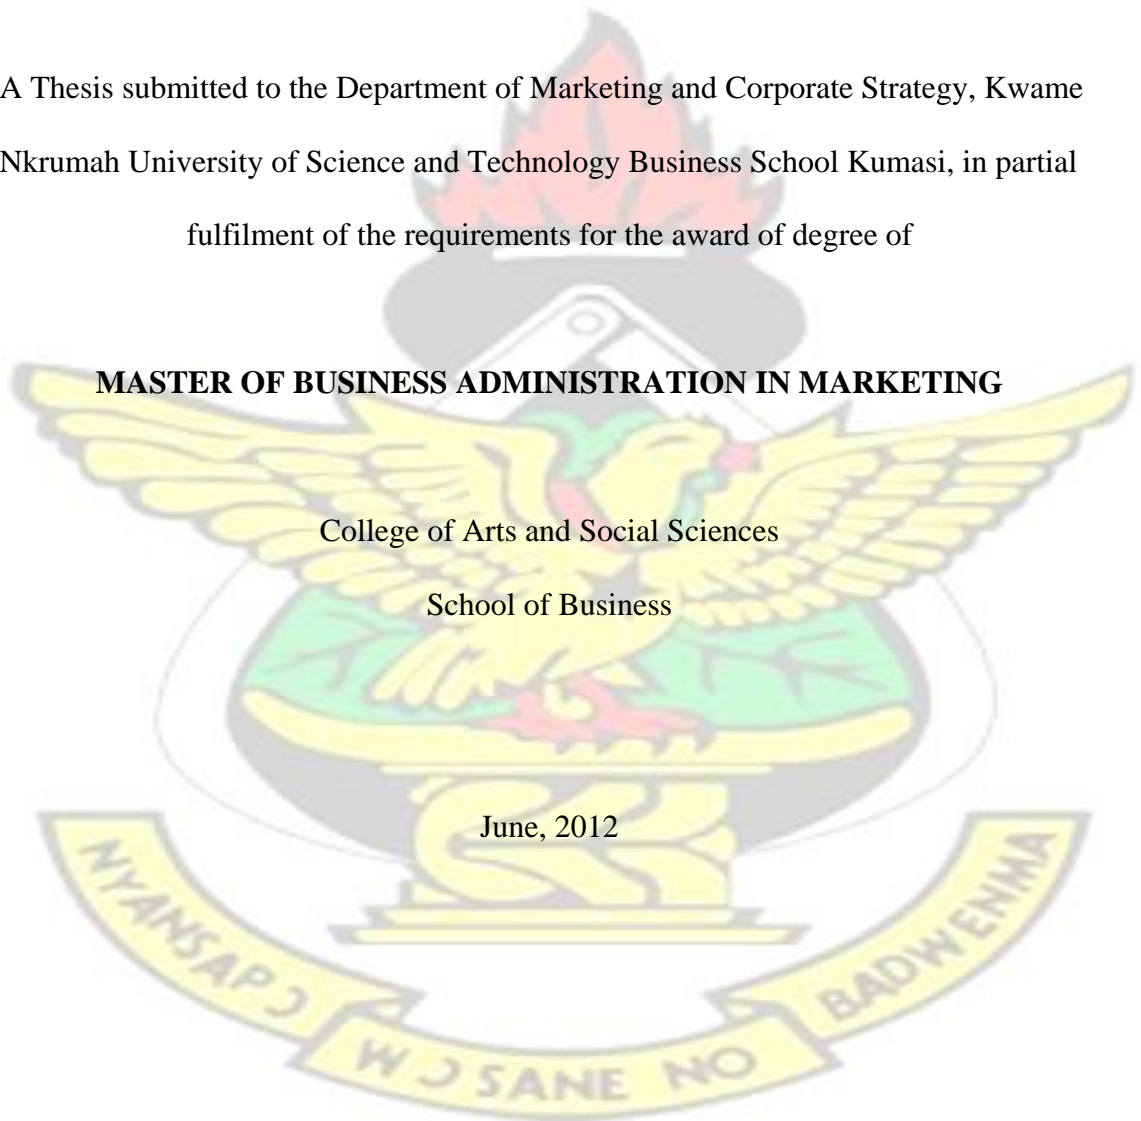 A Thesis submitted to the Department of Marketing and Corporate Strategy, Kwame
Nkrumah University of Science and Technology Business School Kumasi, in partial
fulfilment of the requirements for the award of degree of
MASTER OF BUSINESS ADMINISTRATION IN MARKETING
College of Arts and Social Sciences
School of Business
June, 2012
NYANSAPƆ WƆSANE NO BADWENMA